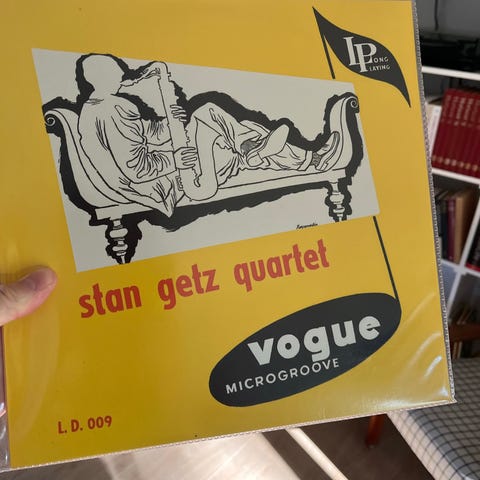 LP
LONG
PLAYING
stan getz quartet
vogue
MICROGROOVE
L.D. 009